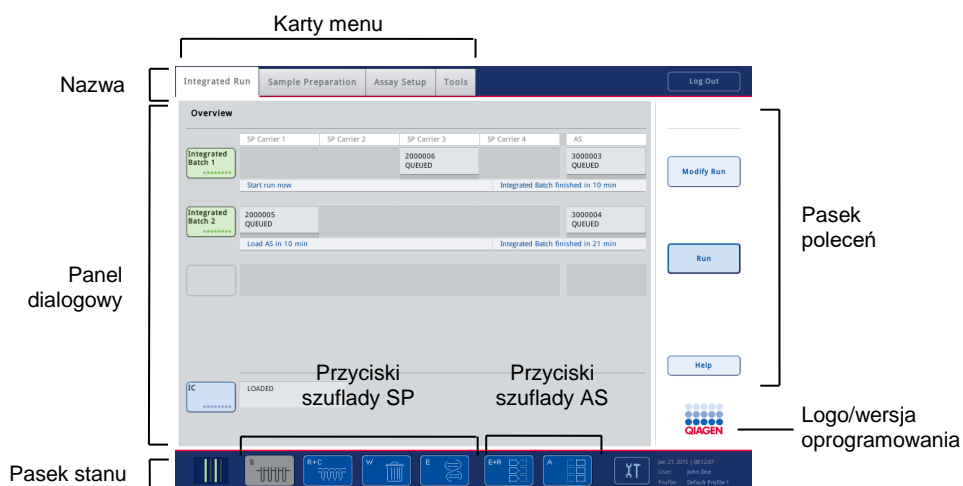 Karty menu
Nazwa
Integrated Run
Sample Preparation
Assay Setup
Tools
Log Out
Overview
SP Carrier 1
SP Carrier 2
SP Carrier 3
SP Carrier 4
AS
Integrated
Batch 1
2000006
QUEUED
3000003
QUEUED
Start run now
Integrated Batch finished in 10 min
Modify Run
Integrated
Batch 2
2000005
QUEUED
3000004
QUEUED
Load AS in 10 min
Integrated Batch finished in 21 min
Run
Pasek
poleceń
Panel
dialogowy
Help
IC
LOADED
Przyciski
szuflady SP
Przyciski
szuflady AS
QIAGEN
Logo/wersja
oprogramowania
Pasek stanu
S
R+C
W
E
E+R
A
Jan 21, 2015 | 08:12:07
User: John Doe
Profile: Default Profile 1